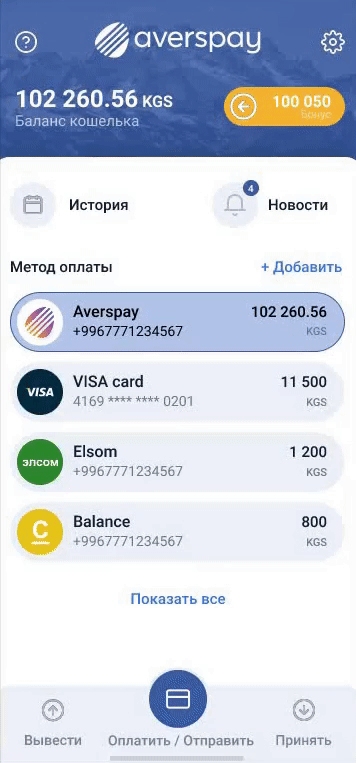 averspay
102 260.56 KGS
Баланс кошелька
100 050
Бонус
История
4
Новости
Метод оплаты
+ Добавить
Averspay
102 260.56
+9967771234567
KGS
VISA
VISA card
11 500
4169 **** **** 0201
KGS
элсом
Elsom
1 200
+9967771234567
KGS
C
Balance
800
+9967771234567
KGS
Показать все
Вывести
Оплатить / Отправить
Принять